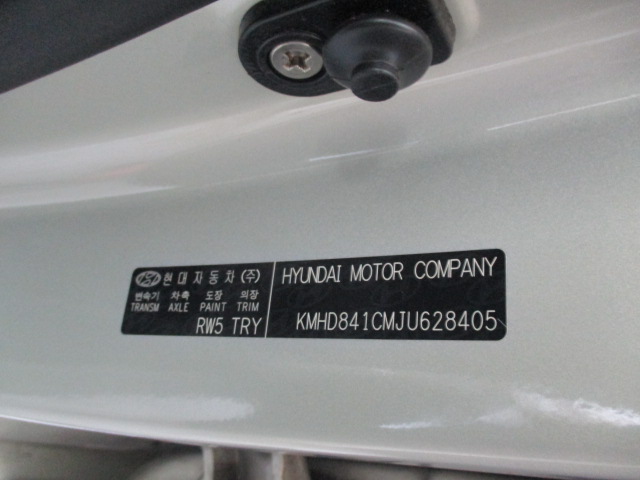 현대자동차(주)
변속기 차축 도장 의장
TRANSM AXLE PAINT TRIM
RW5 TRY
HYUNDAI MOTOR COMPANY
KMHD841CMJU628405